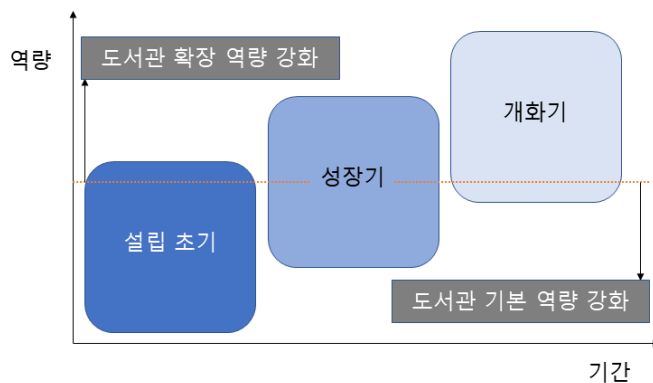 역량
도서관 확장 역량 강화
개화기
성장기
설립 초기
도서관 기본 역량 강화
기간